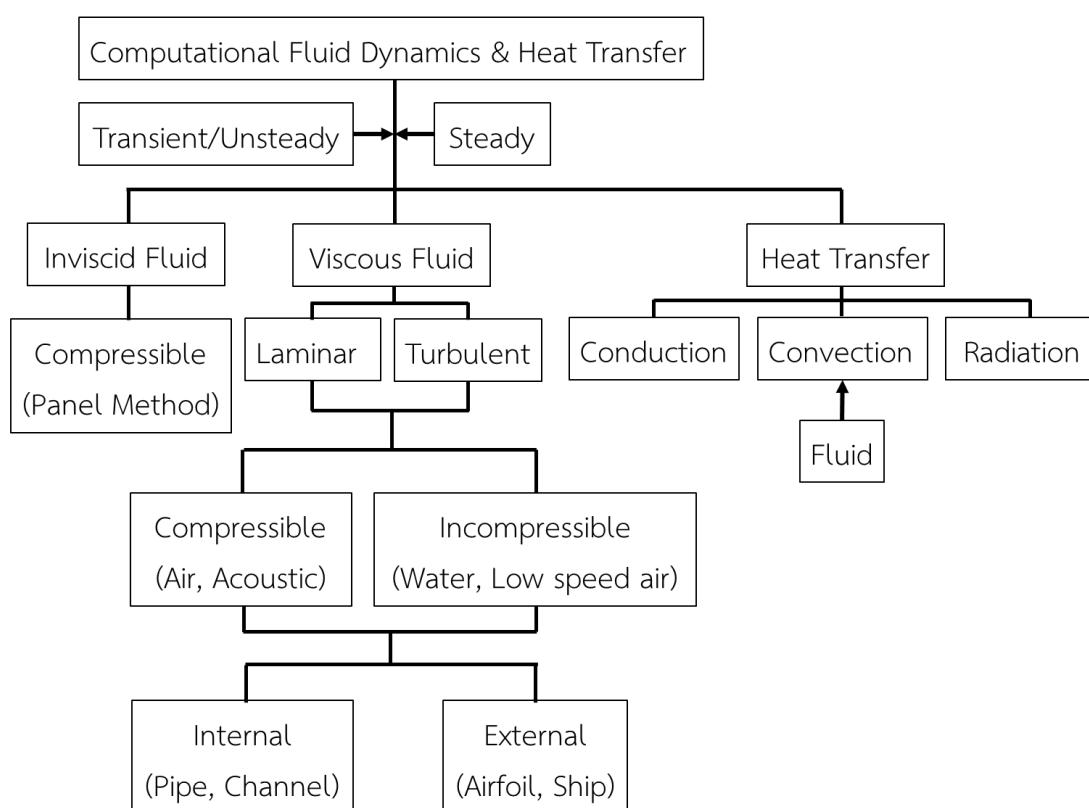 Computational Fluid Dynamics & Heat Transfer
Transient/Unsteady
Steady
Inviscid Fluid
Viscous Fluid
Heat Transfer
Compressible
(Panel Method)
Laminar
Turbulent
Conduction
Convection
Radiation
Fluid
Compressible
(Air, Acoustic)
Incompressible
(Water, Low speed air)
Internal
(Pipe, Channel)
External
(Airfoil, Ship)